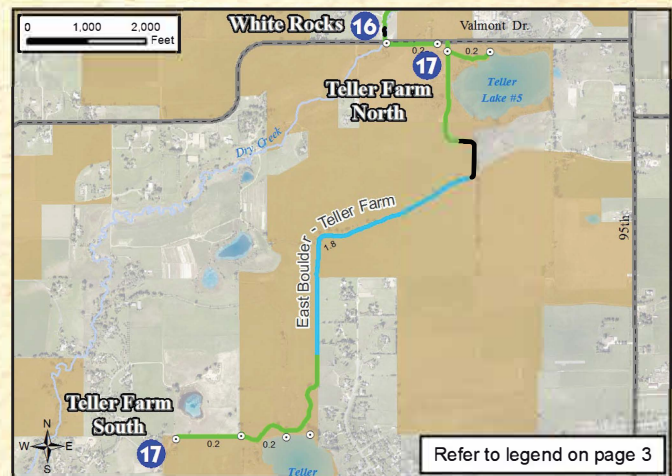 0 1,000 2,000
Feet
White Rocks 16
Valmont Dr.
0.2
0.2
17
Teller Farm
North
Teller
Lake #5
Dry Creek
95th
East Boulder - Teller Farm
1.8
Teller Farm
South
17
0.2
0.2
Teller
N
W E
S
Refer to legend on page 3